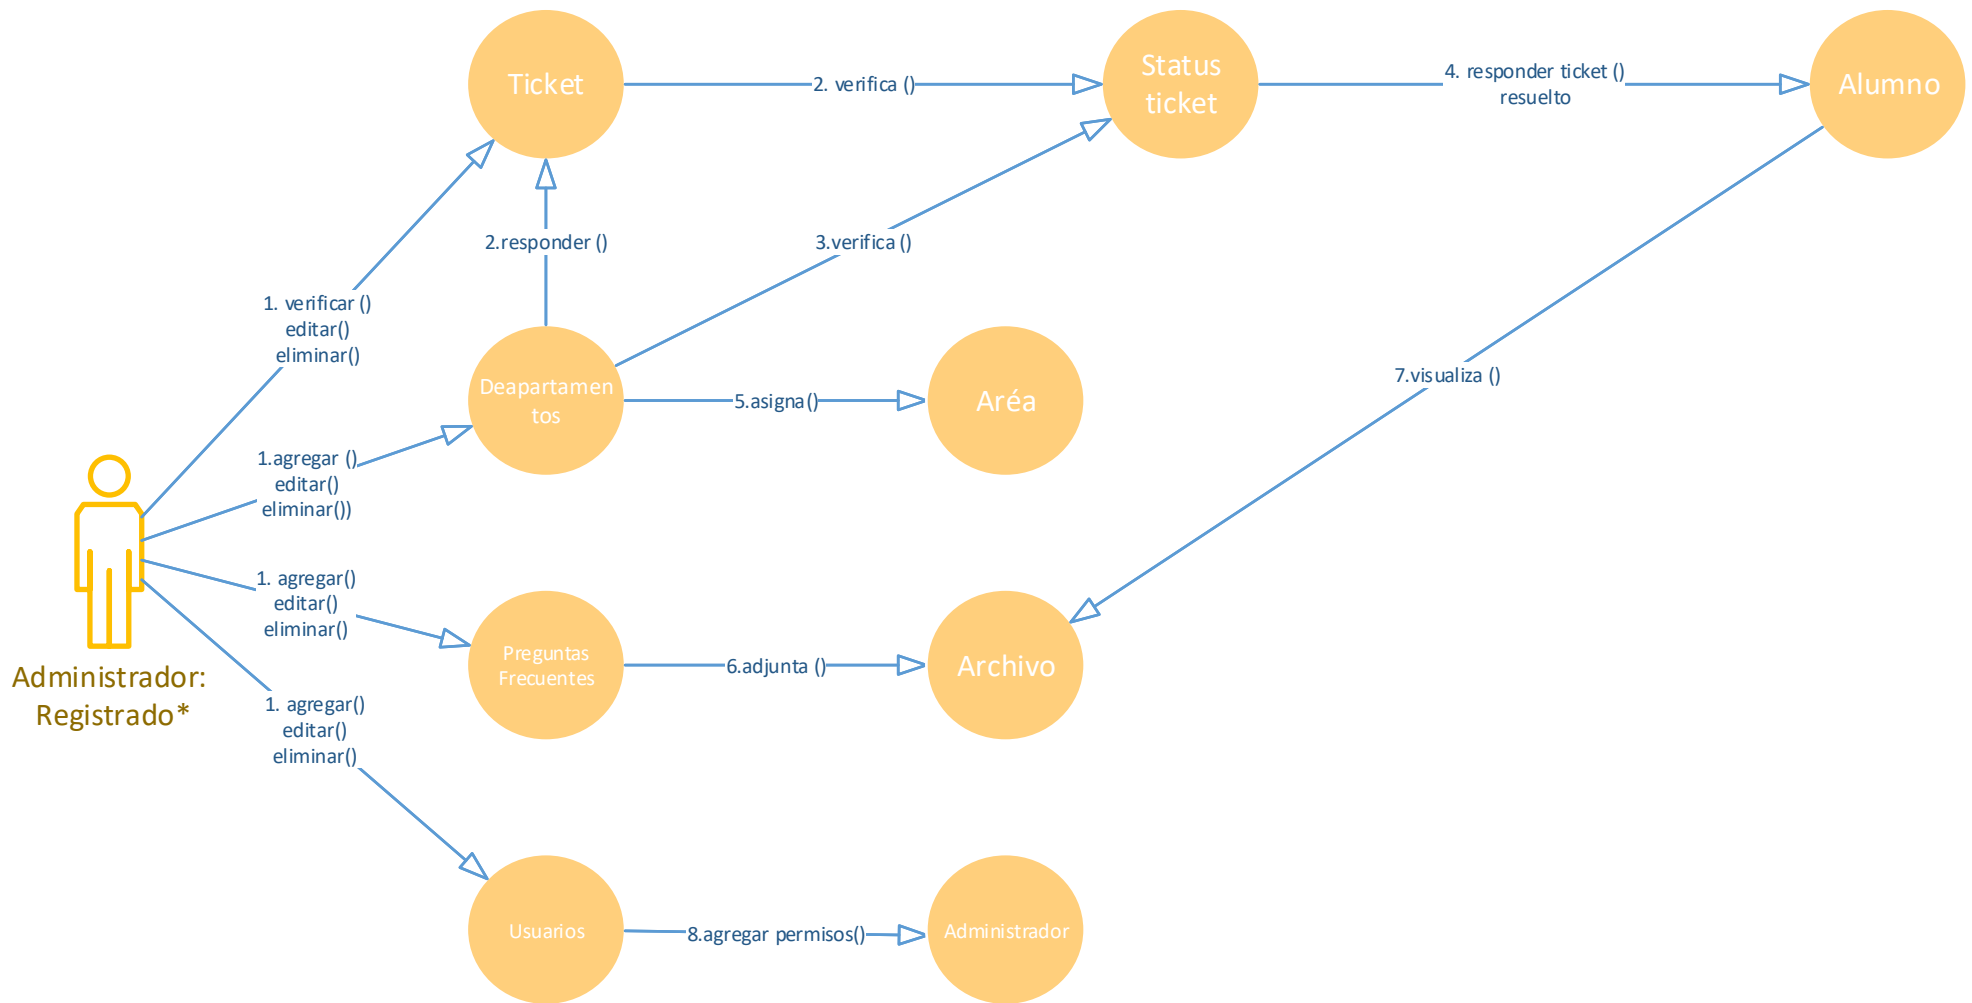 Ticket
2. verifica ()
Status
ticket
4. responder ticket ()
resuelto
Alumno
2.responder ()
3.verifica ()
1. verificar ()
editar()
eliminar()
Deapartamen
tos
5.asigna()
Aréa
7.visualiza ()
1.agregar ()
editar()
eliminar())
1. agregar()
editar()
eliminar()
Preguntas
Frecuentes
6.adjunta ()
Archivo
Administrador:
Registrado*
1. agregar()
editar()
eliminar()
Usuarios
8.agregar permisos()
Administrador